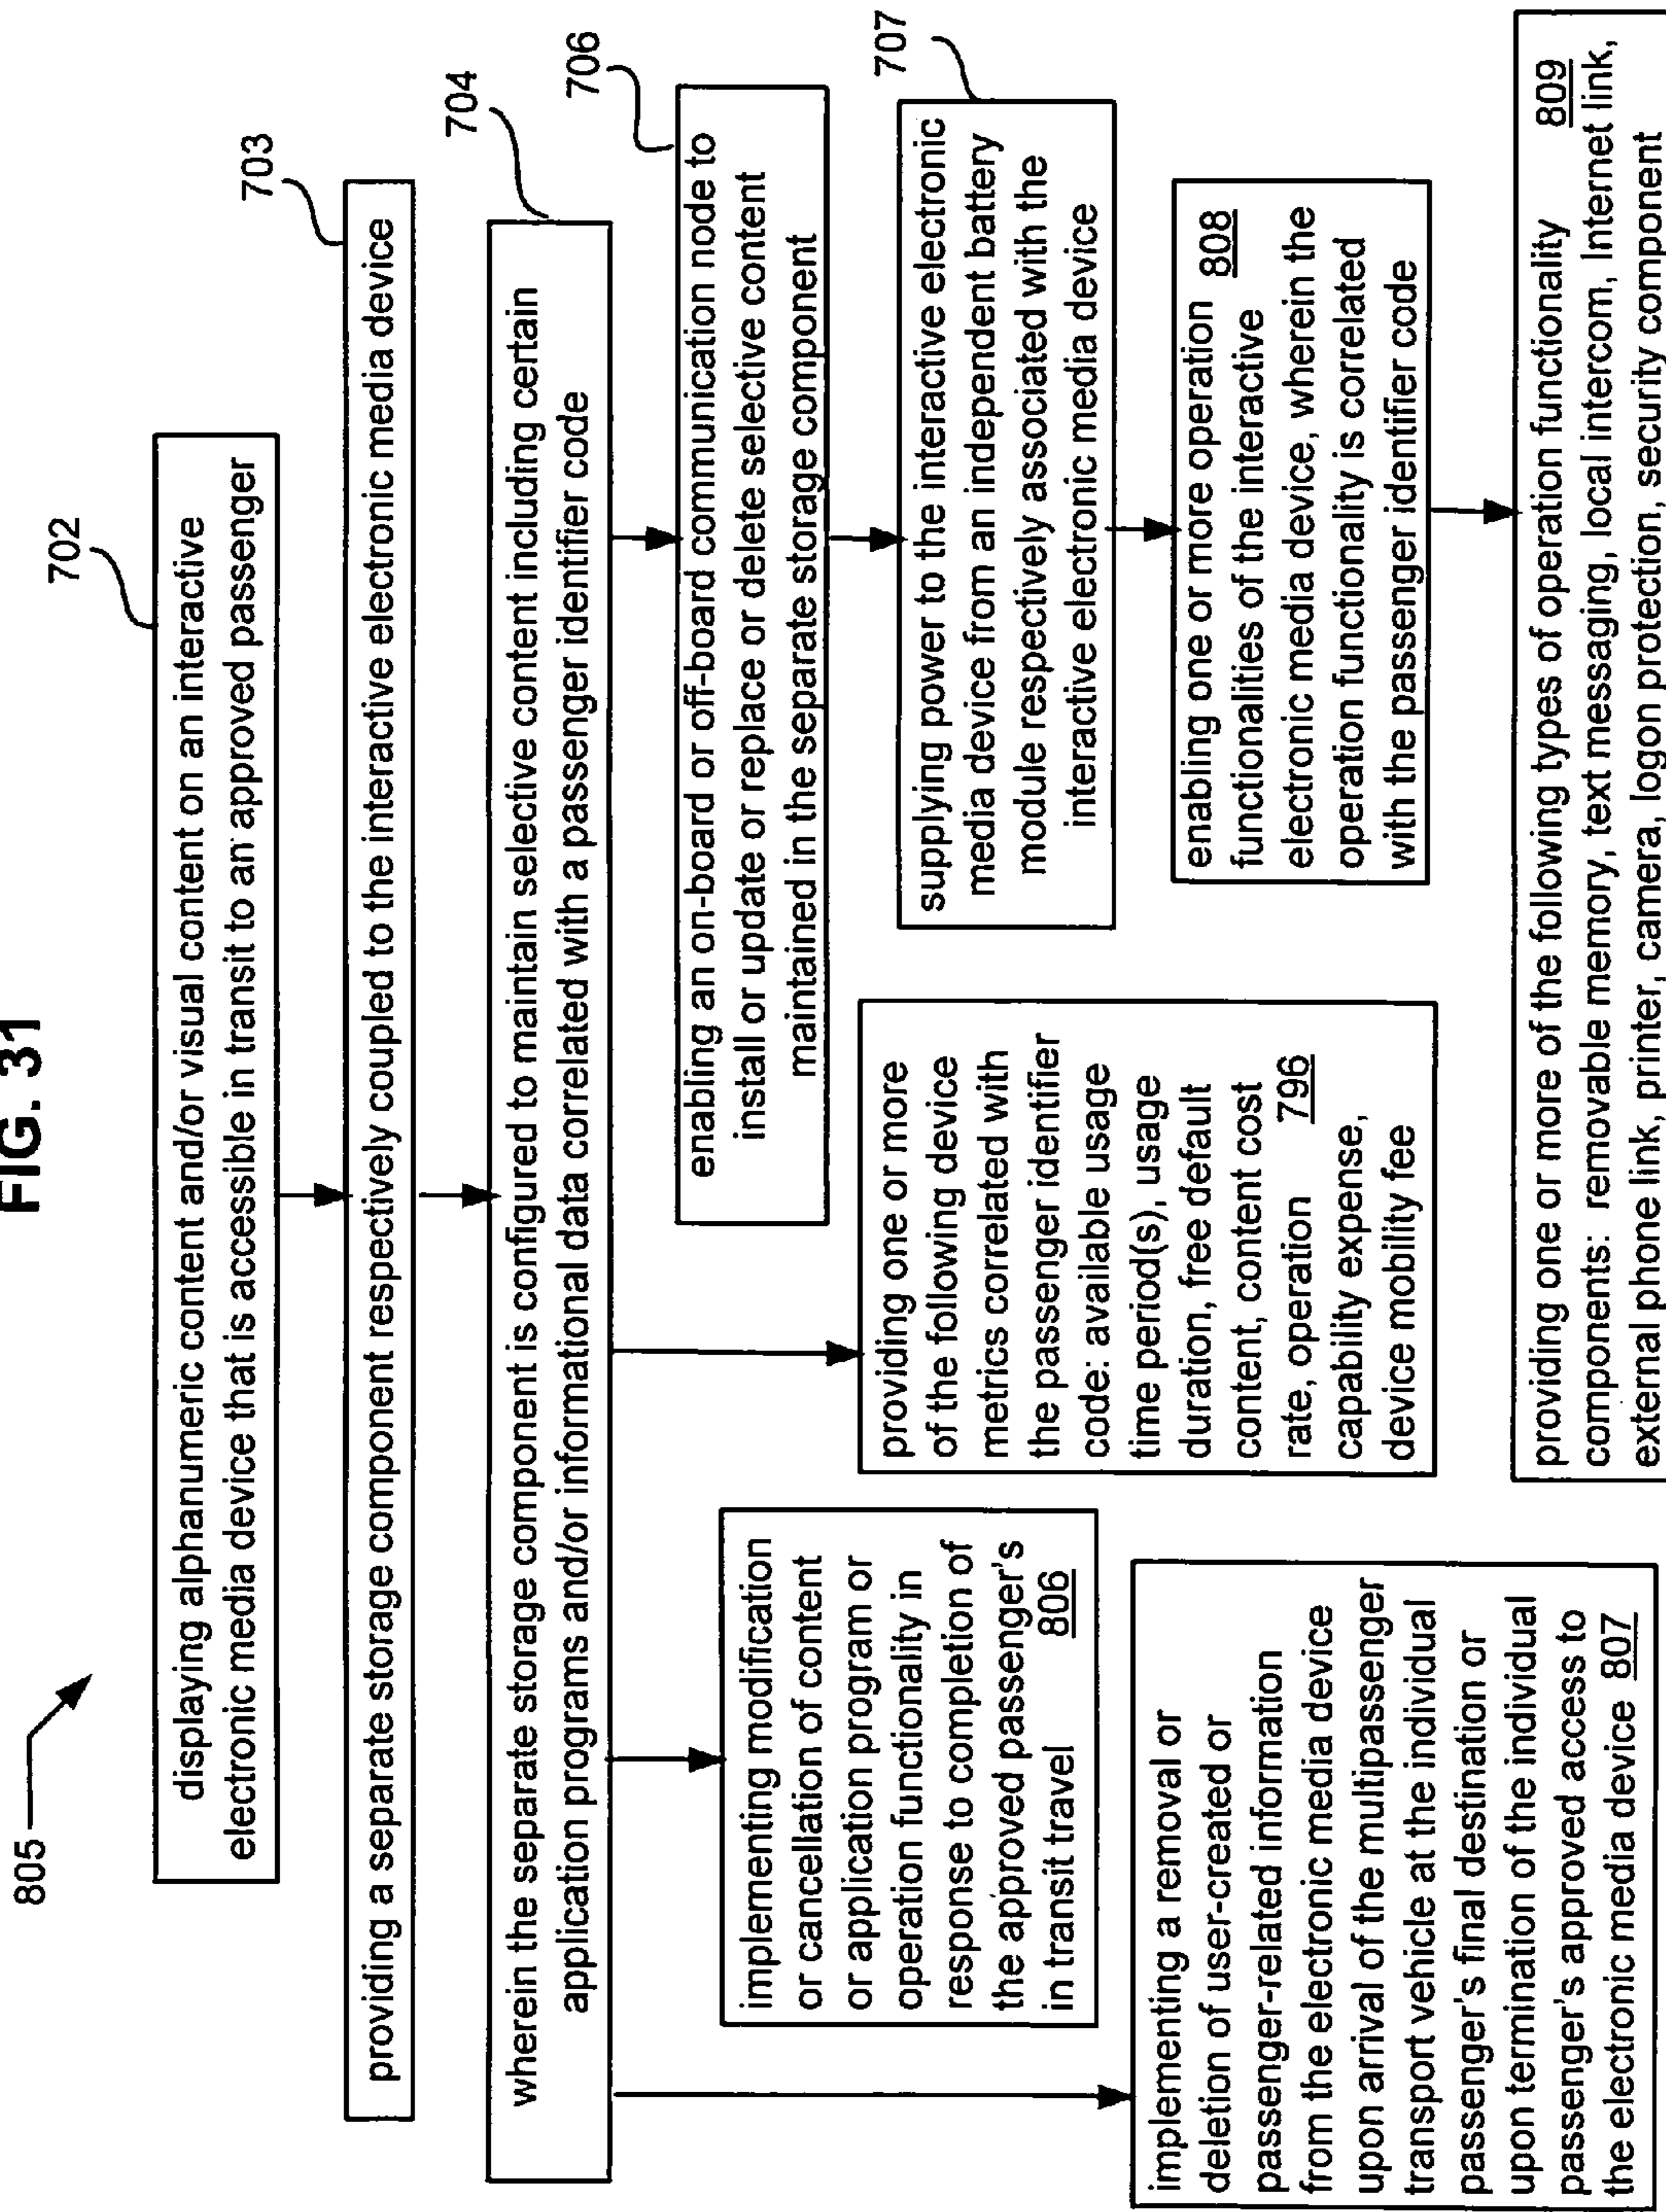 FIG. 31
805
702
displaying alphanumeric content and/or visual content on an interactive
electronic media device that is accessible in transit to an approved passenger
703
providing a separate storage component respectively coupled to the interactive electronic media device
704
wherein the separate storage component is configured to maintain selective content including certain
application programs and/or informational data correlated with a passenger identifier code
706
enabling an on-board or off-board communication node to
install or update or replace or delete selective content
maintained in the separate storage component
707
supplying power to the interactive electronic
media device from an independent battery
module respectively associated with the
interactive electronic media device
enabling one or more operation 808
functionalities of the interactive
electronic media device, wherein the
operation functionality is correlated
with the passenger identifier code
providing one or more
of the following device
metrics correlated with
the passenger identifier
code: available usage
time period(s), usage
duration, free default
content, content cost
rate, operation 796
capability expense,
device mobility fee
implementing modification
or cancellation of content
or application program or
operation functionality in
response to completion of
the approved passenger's
in transit travel 806
implementing a removal or
deletion of user-created or
passenger-related information
from the electronic media device
upon arrival of the multipassenger
transport vehicle at the individual
passenger's final destination or
upon termination of the individual
passenger's approved access to
the electronic media device 807
providing one or more of the following types of operation functionality 809
components: removable memory, text messaging, local intercom, Internet link,
external phone link, printer, camera, logon protection, security component